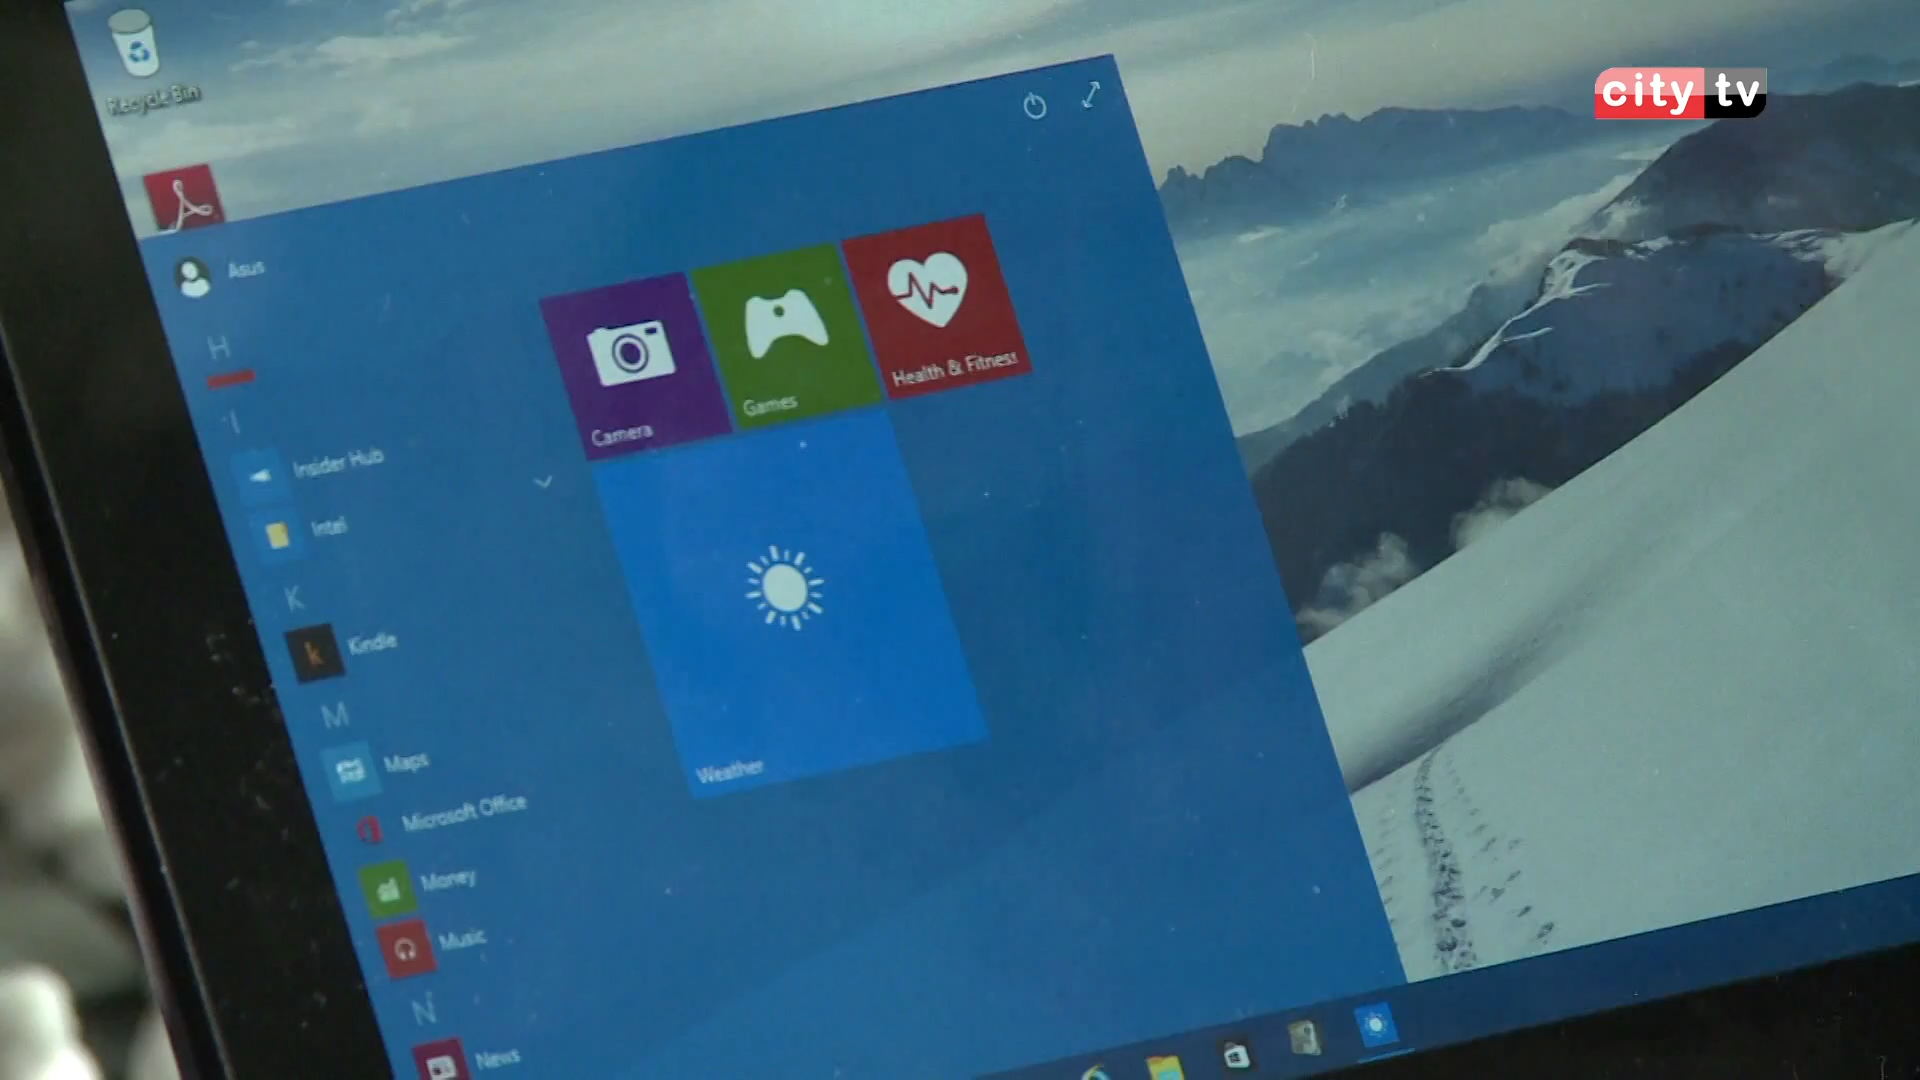 city tv
Recycle Bin
Asus
H
I
Insider Hub
Intel
K
Kindle
M
Maps
Microsoft Office
Money
Music
N
News
Camera
Games
Health & Fitness
Weather